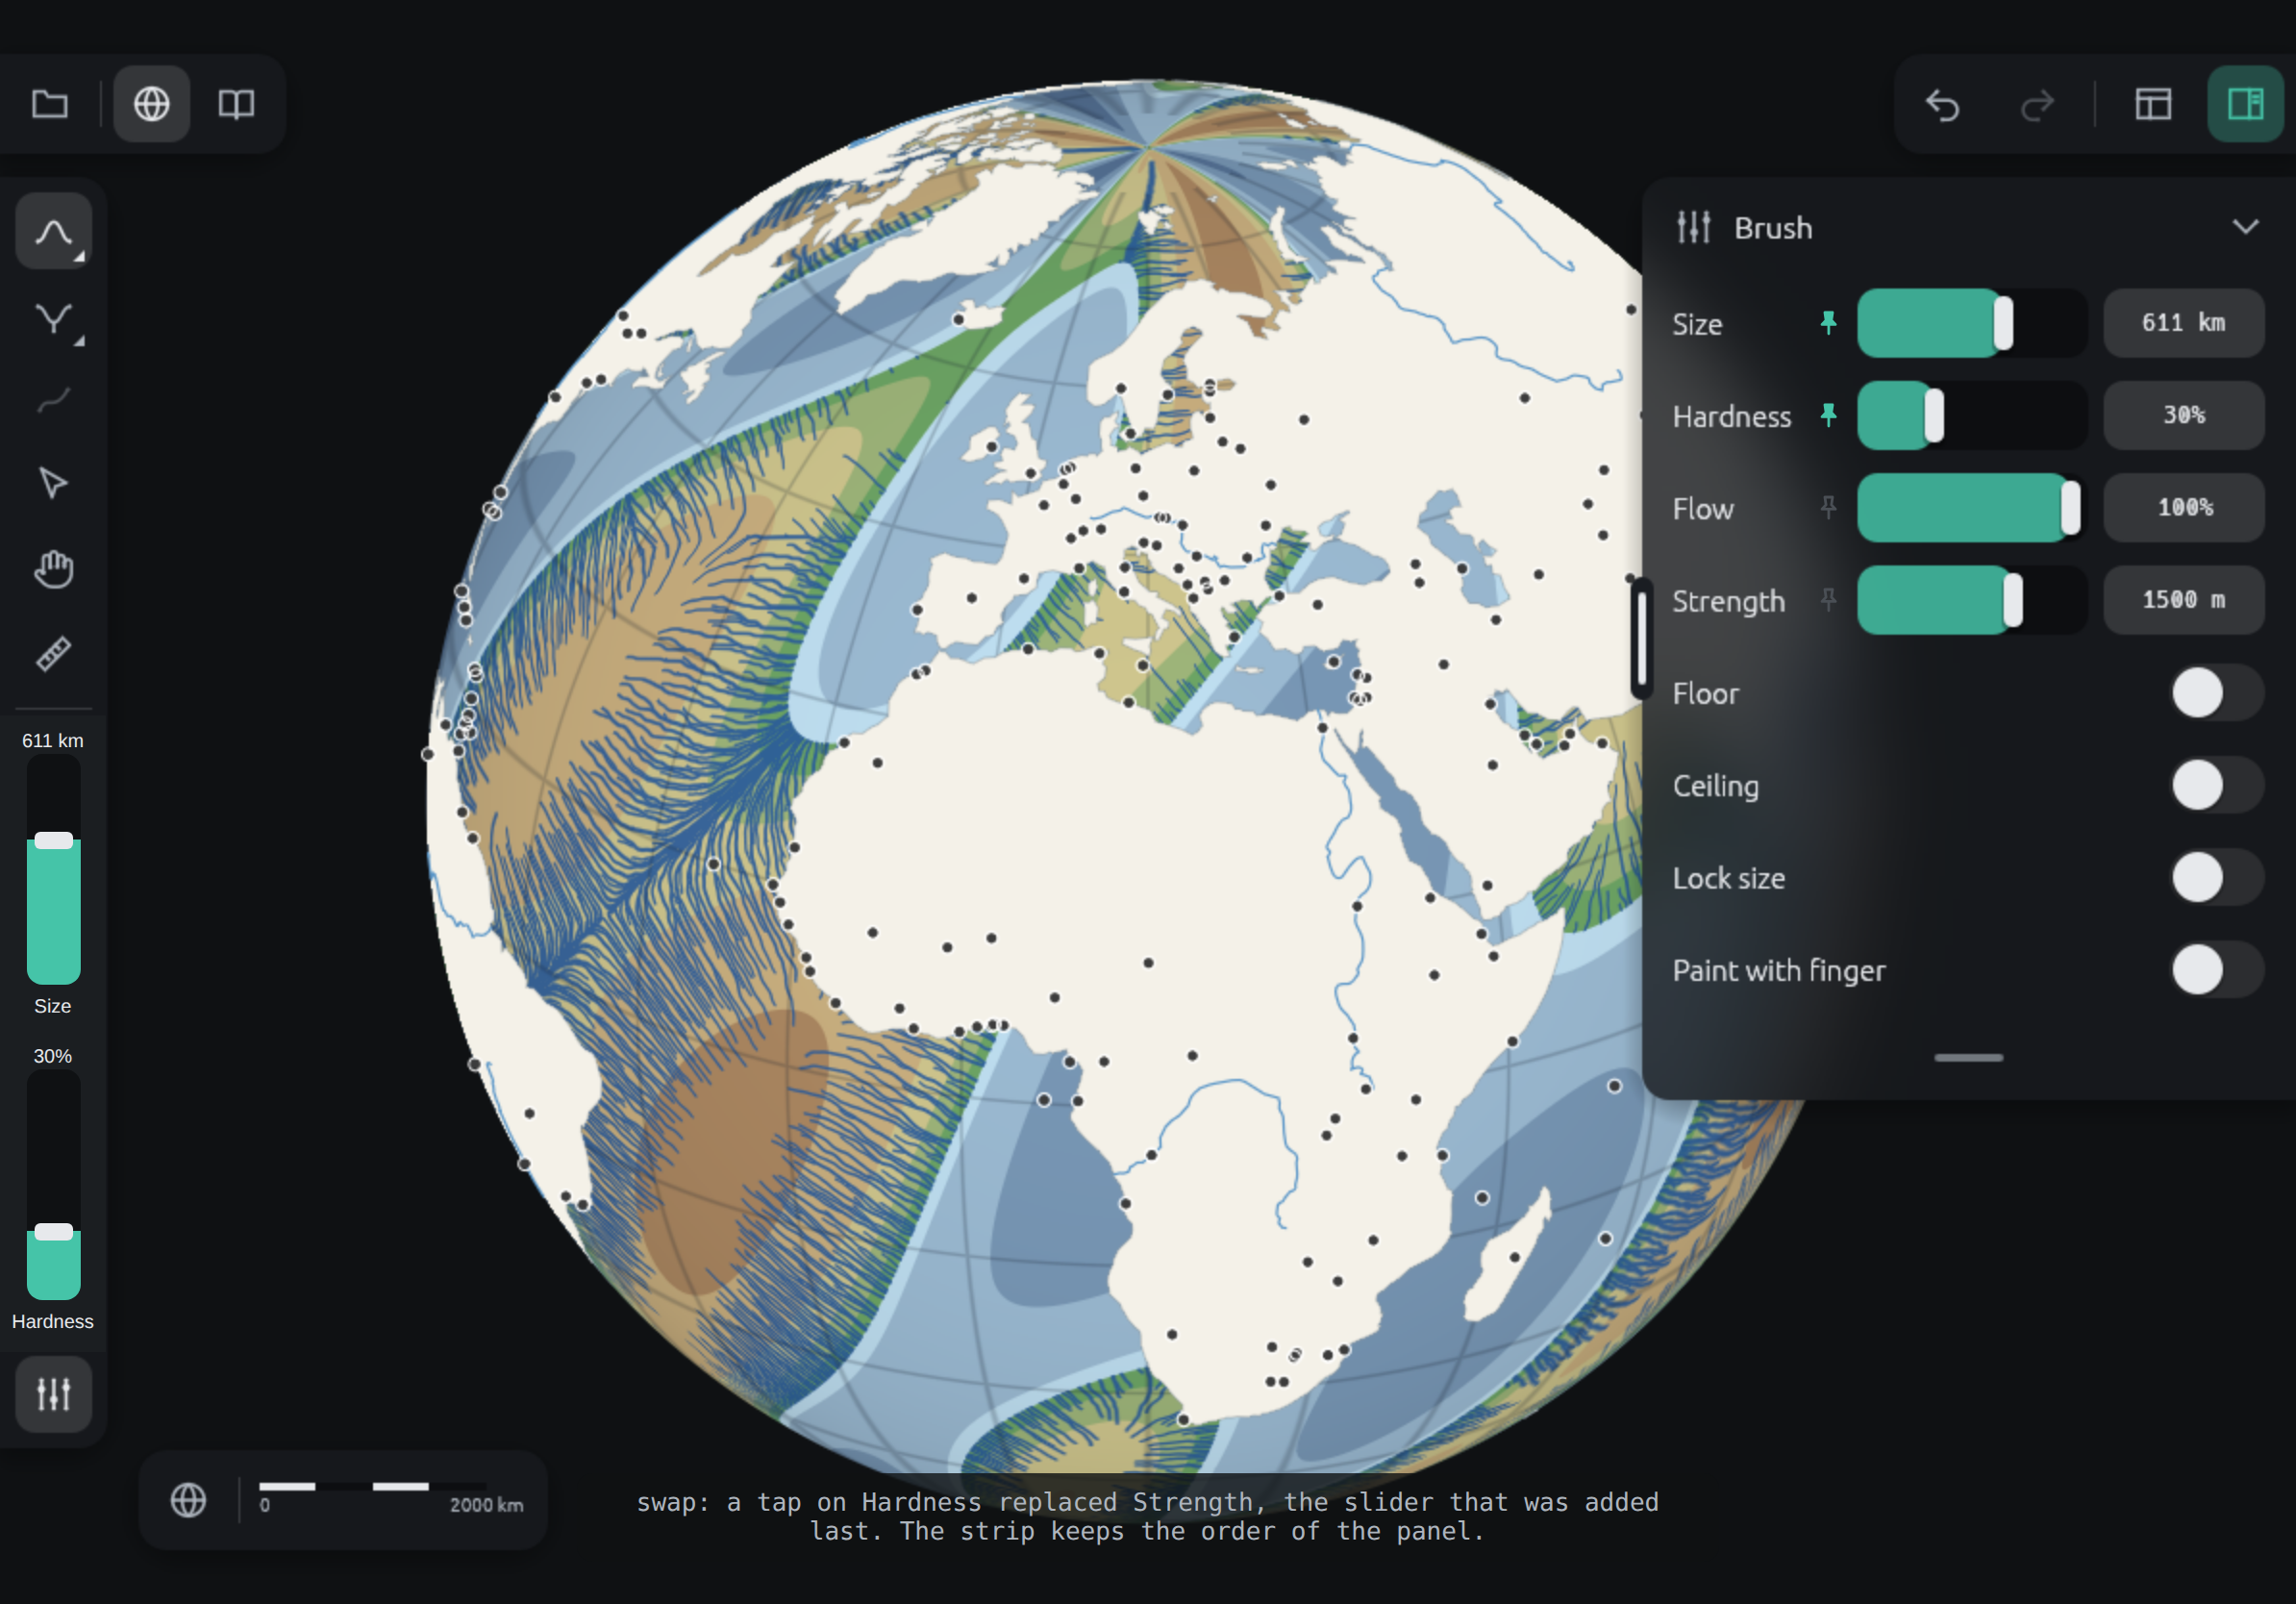 Brush
Size
611 km
Hardness
30%
Flow
100%
Strength
1500 m
Floor
Ceiling
Lock size
Paint with finger
611 km
Size
30%
Hardness
0
2000 km
swap: a tap on Hardness replaced Strength, the slider that was added
last. The strip keeps the order of the panel.